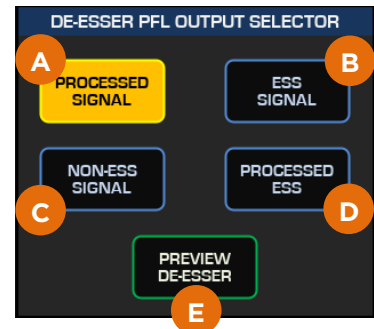 DE-ESSER PFL OUTPUT SELECTOR
A
B
PROCESSED
SIGNAL
ESS
SIGNAL
NON-ESS
SIGNAL
PROCESSED
ESS
C
D
PREVIEW
DE-ESSER
E